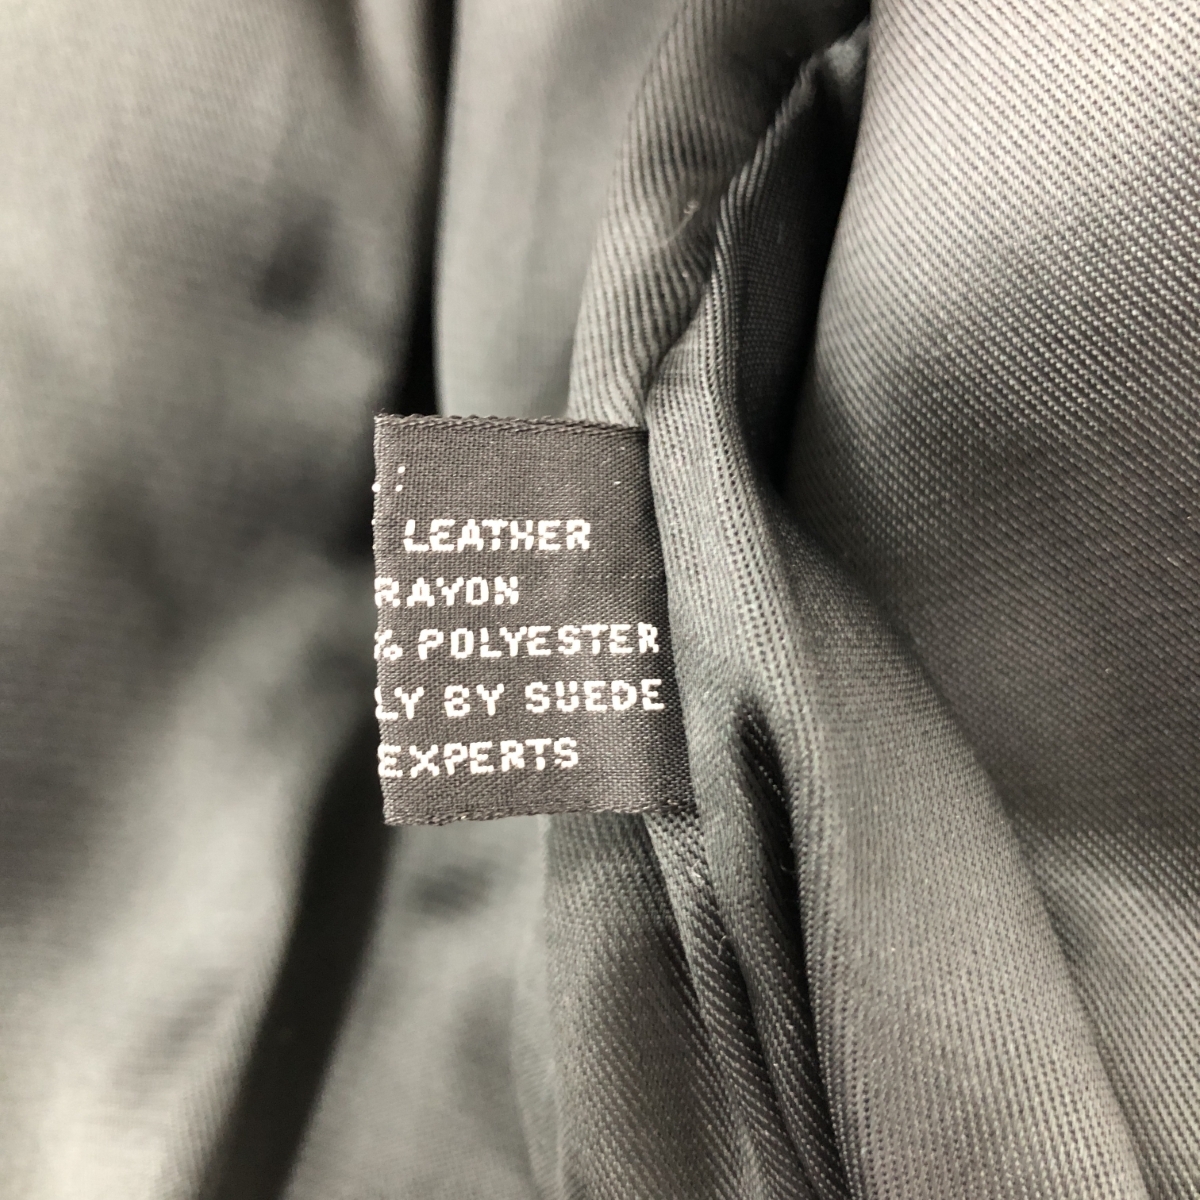 :
LEATHER
RAYON
% POLYESTER
LY BY SUEDE
EXPERTS